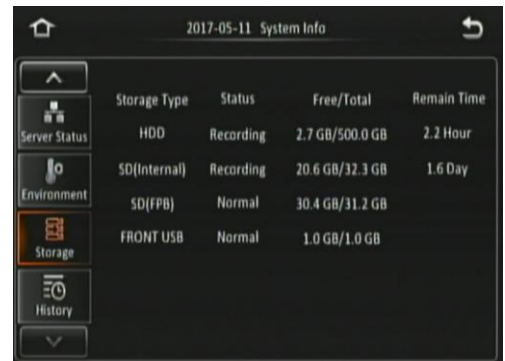 2017-05-11 System Info
Storage Type Status Free/Total Remain Time
Server Status
HDD Recording 2.7 GB/500.0 GB 2.2 Hour
SD(Internal) Recording 20.6 GB/32.3 GB 1.6 Day
Environment
SD(FPB) Normal 30.4 GB/31.2 GB
FRONT USB Normal 1.0 GB/1.0 GB
Storage
History